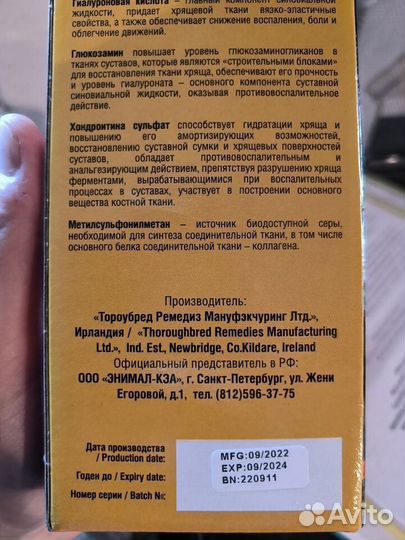 Гиалуроновая кислота – главный компонент синовиальной
жидкости, придает хрящевой ткани вязко-эластичные
свойства, а также обеспечивает снижение воспаления, боли и
облегчение движений.
Глюкозамин повышает уровень глюкозаминогликанов в
тканях суставов, которые являются «строительными блоками»
для восстановления ткани хряща, обеспечивают его прочность
и уровень гиалуроната – основного компонента суставной
синовиальной жидкости, оказывая противовоспалительное
действие.
Хондроитина сульфат способствует гидратации хряща и
повышению его амортизирующих возможностей,
восстановлению суставной сумки и хрящевых поверхностей
суставов, обладает противовоспалительным и
анальгезирующим действием, препятствуя разрушению хряща
ферментами, вырабатывающимися при воспалительных
процессах в суставах, участвует в построении основного
вещества костной ткани.
Метилсульфонилметан – источник биодоступной серы,
необходимой для синтеза соединительной ткани, в том числе
основного белка соединительной ткани – коллагена.
Производитель:
«Тороубред Ремедиз Мануфэкчуринг Лтд.»,
Ирландия / «Thoroughbred Remedies Manufacturing
Ltd.», Ind. Est., Newbridge, Co.Kildare, Ireland
Официальный представитель в РФ:
ООО «ЭНИМАЛ-КЭА», г. Санкт-Петербург, ул. Жени
Егоровой, д.1, тел. (812)596-37-75
Дата производства
/ Production date:
Годен до / Expiry date:
Номер серии / Batch №:
MFG:09/2022
EXP:09/2024
BN:220911
Avito